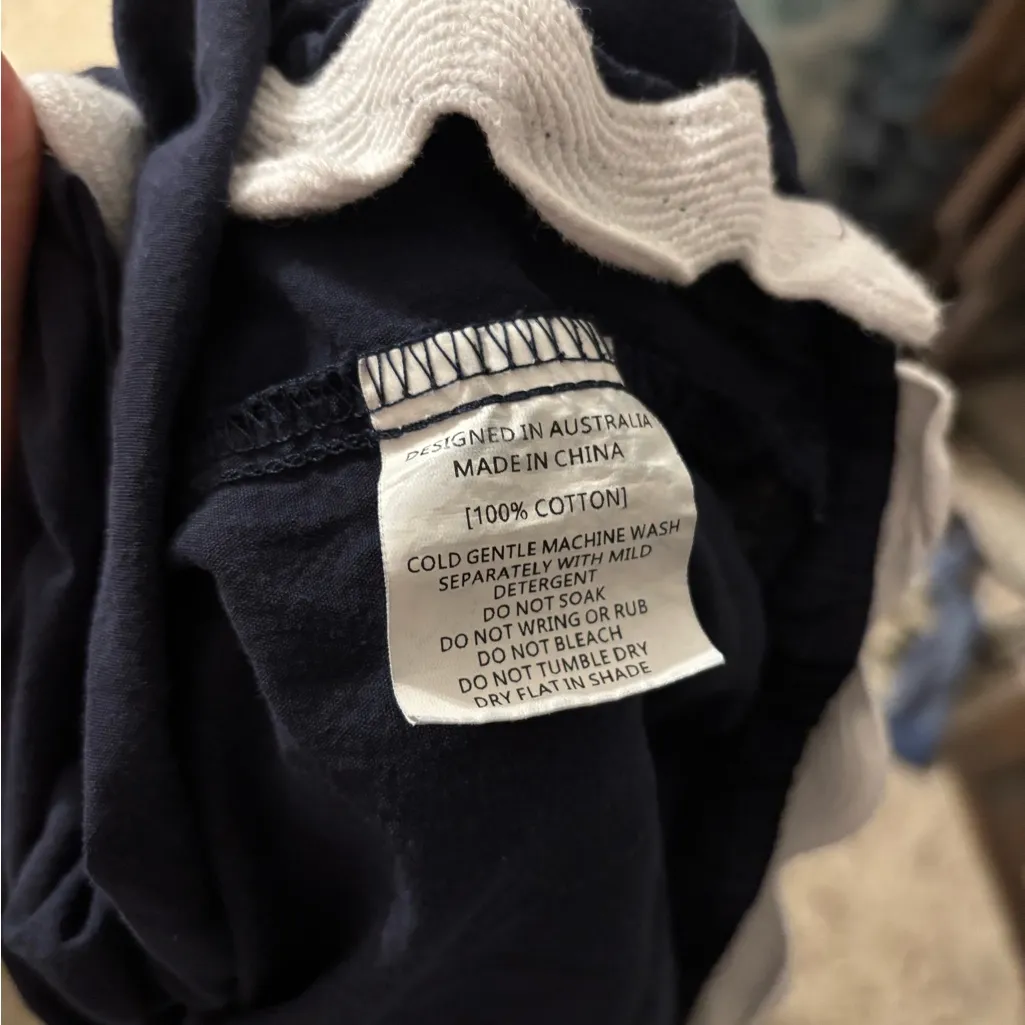 DESIGNED IN AUSTRALIA
MADE IN CHINA
[100% COTTON]
COLD GENTLE MACHINE WASH
SEPARATELY WITH MILD
DETERGENT
DO NOT SOAK
DO NOT WRING OR RUB
DO NOT BLEACH
DO NOT TUMBLE DRY
DRY FLAT IN SHADE